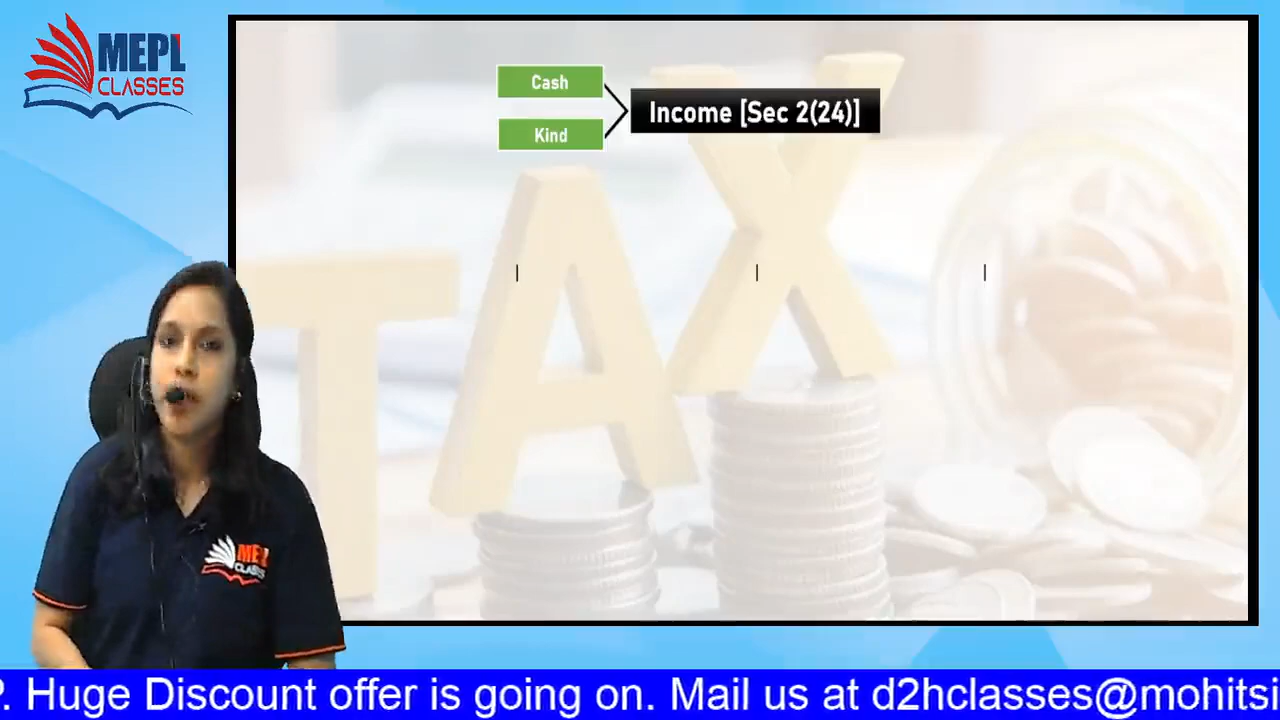 MEPL
CLASSES
Cash
Kind
Income [Sec 2(24)]
TAX
MEPL
CLASSES
. Huge Discount offer is going on. Mail us at d2hclasses@mohitsi